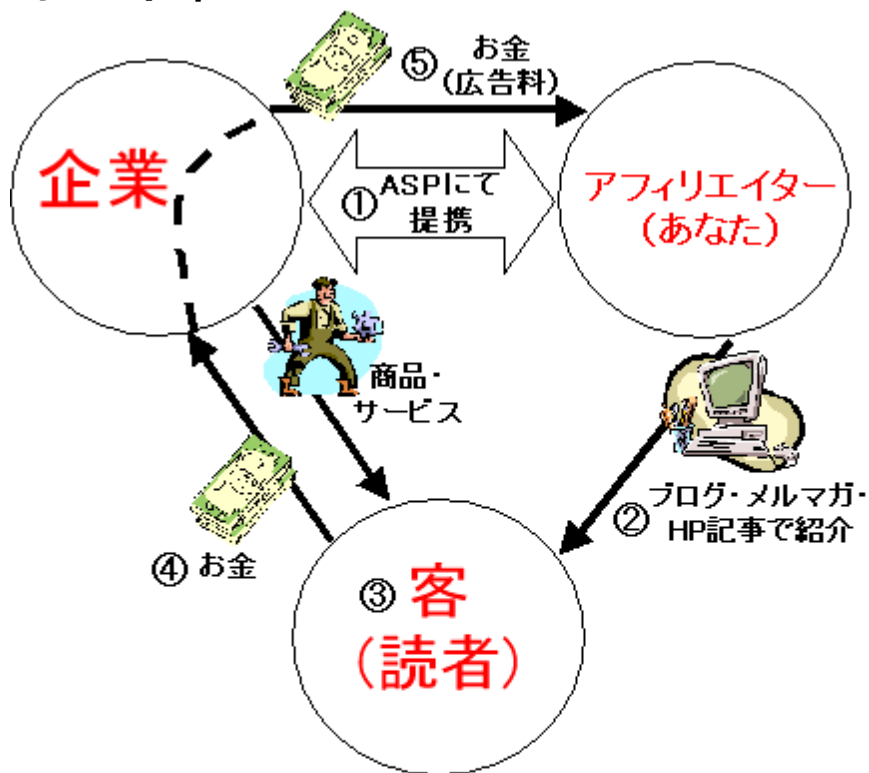 ⑤お金
(広告料)
企業
①ASPにて
提携
アフィリエイター
(あなた)
商品・
サービス
②ブログ・メルマガ・
HP記事で紹介
④お金
③客
(読者)